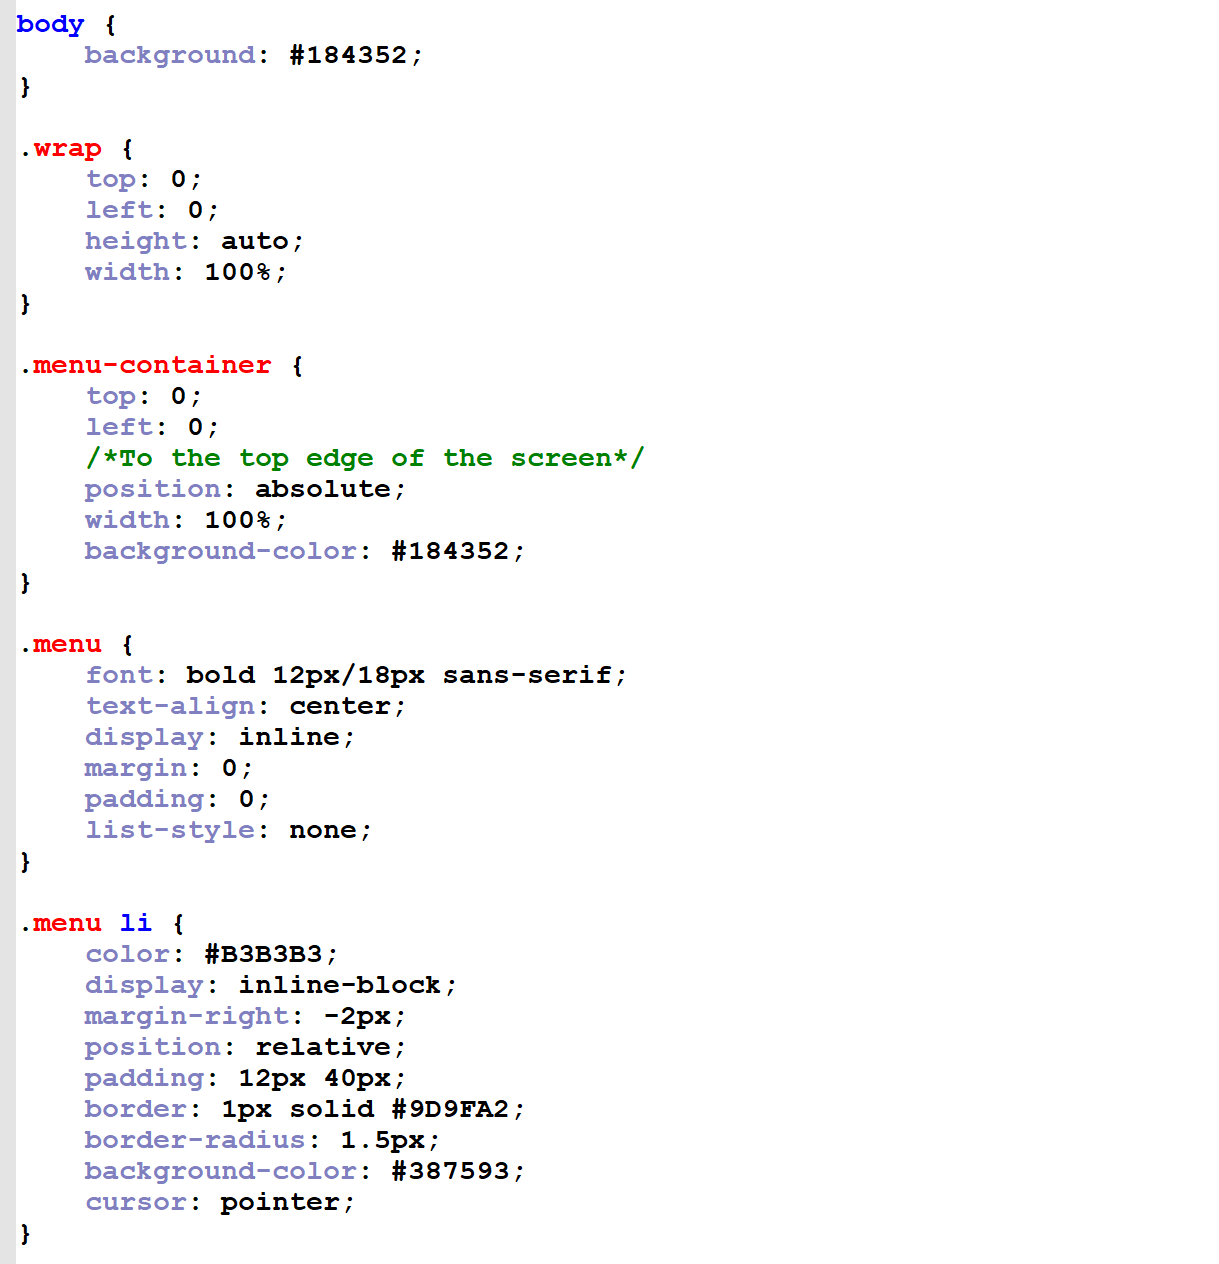 body {
    background: #184352;
}

.wrap {
    top: 0;
    left: 0;
    height: auto;
    width: 100%;
}

.menu-container {
    top: 0;
    left: 0;
    /*To the top edge of the screen*/
    position: absolute;
    width: 100%;
    background-color: #184352;
}

.menu {
    font: bold 12px/18px sans-serif;
    text-align: center;
    display: inline;
    margin: 0;
    padding: 0;
    list-style: none;
}

.menu li {
    color: #B3B3B3;
    display: inline-block;
    margin-right: -2px;
    position: relative;
    padding: 12px 40px;
    border: 1px solid #9D9FA2;
    border-radius: 1.5px;
    background-color: #387593;
    cursor: pointer;
}